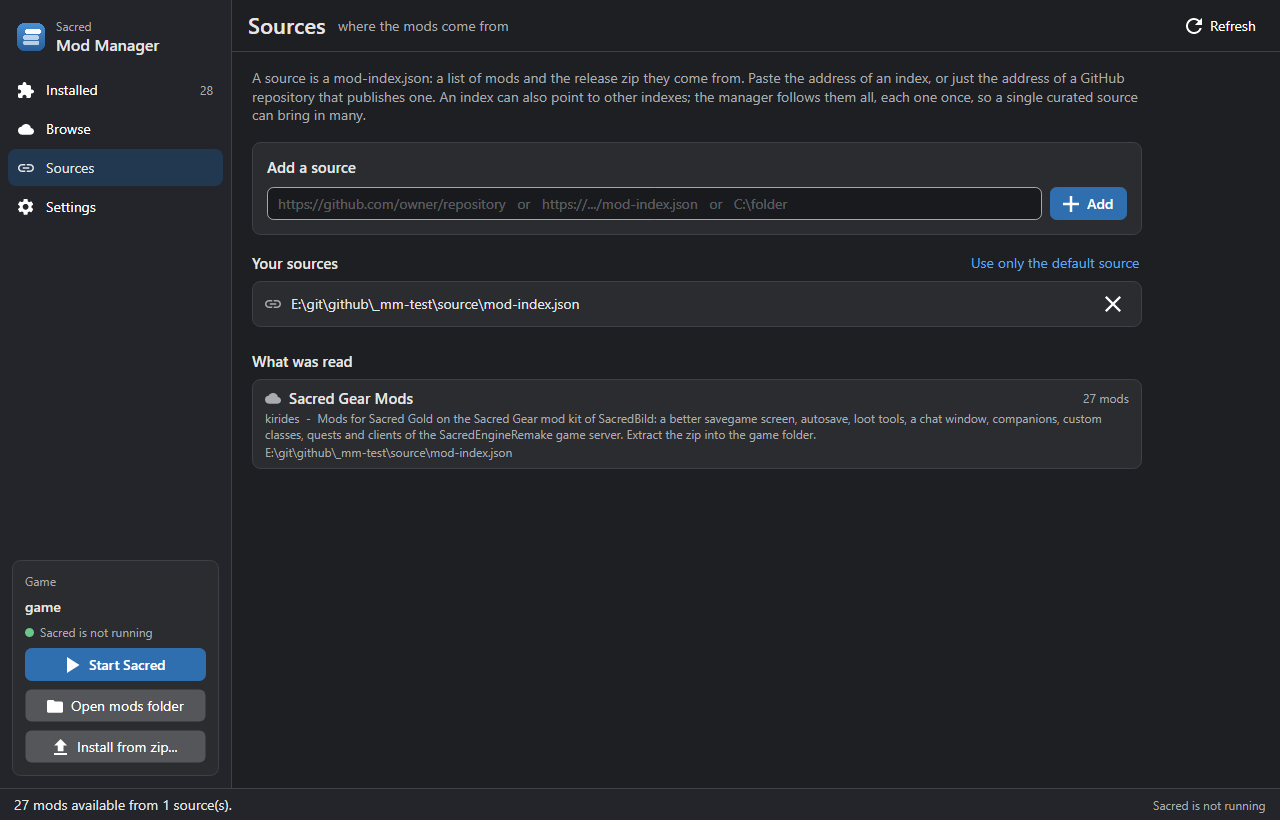 Sacred
Mod Manager
Installed 28
Browse
Sources
Settings
Game
game
Sacred is not running
Start Sacred
Open mods folder
Install from zip...
Sources where the mods come from
Refresh
A source is a mod-index.json: a list of mods and the release zip they come from. Paste the address of an index, or just the address of a GitHub
repository that publishes one. An index can also point to other indexes; the manager follows them all, each one once, so a single curated source
can bring in many.
Add a source
https://github.com/owner/repository or https://.../mod-index.json or C:\folder
Add
Your sources
Use only the default source
E:\git\github\_mm-test\source\mod-index.json
What was read
Sacred Gear Mods 27 mods
kirides - Mods for Sacred Gold on the Sacred Gear mod kit of SacredBild: a better savegame screen, autosave, loot tools, a chat window, companions, custom
classes, quests and clients of the SacredEngineRemake game server. Extract the zip into the game folder.
E:\git\github\_mm-test\source\mod-index.json
27 mods available from 1 source(s).
Sacred is not running